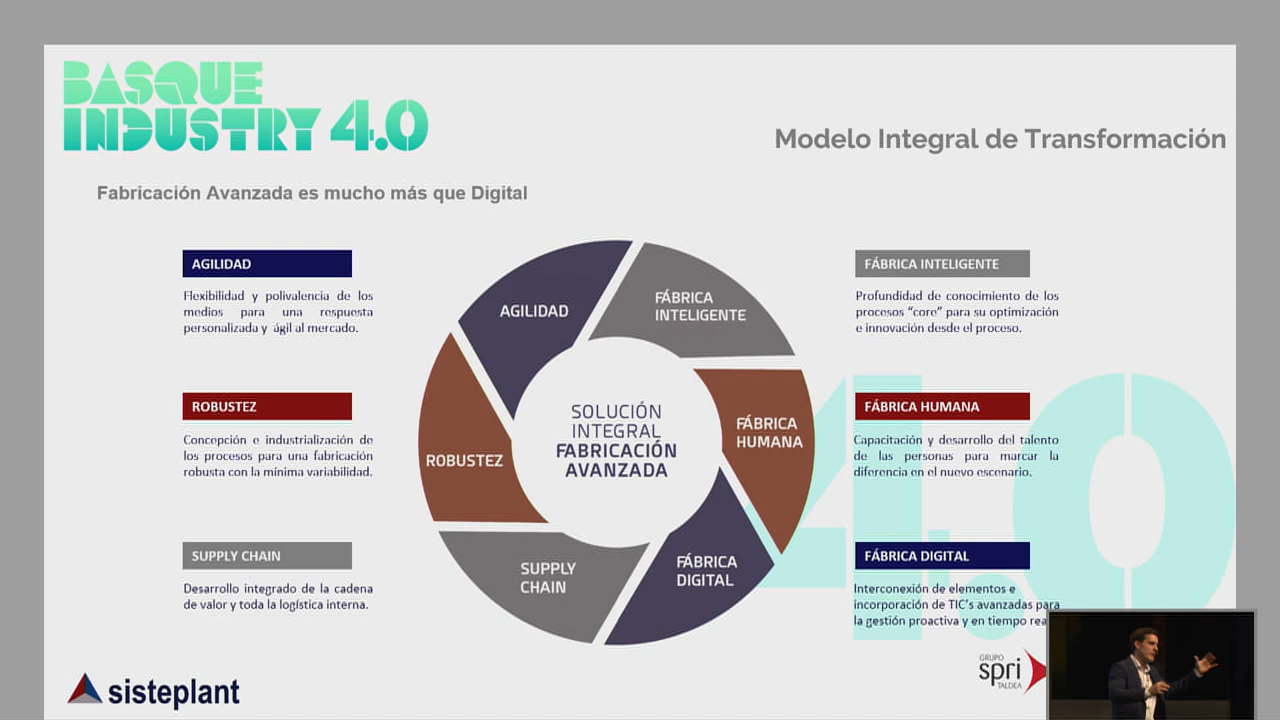 BASQUE
INDUSTRY 4.0
Modelo Integral de Transformación
Fabricación Avanzada es mucho más que Digital
AGILIDAD
Flexibilidad y polivalencia de los
medios para una respuesta
personalizada y ágil al mercado.
ROBUSTEZ
Concepción e industrialización de
los procesos para una fabricación
robusta con la mínima variabilidad.
SUPPLY CHAIN
Desarrollo integrado de la cadena
de valor y toda la logística interna.
AGILIDAD
FÁBRICA
INTELIGENTE
ROBUSTEZ
SOLUCIÓN
INTEGRAL
FABRICACIÓN
AVANZADA
FÁBRICA
HUMANA
SUPPLY
CHAIN
FÁBRICA
DIGITAL
FÁBRICA INTELIGENTE
Profundidad de conocimiento de los
procesos “core” para su optimización
e innovación desde el proceso.
FÁBRICA HUMANA
Capacitación y desarrollo del talento
de las personas para marcar la
diferencia en el nuevo escenario.
FÁBRICA DIGITAL
Interconexión de elementos e
incorporación de TIC’s avanzadas para
la gestión proactiva y en tiempo rea
4.0
sisteplant
GRUPO
spri
TALDEA